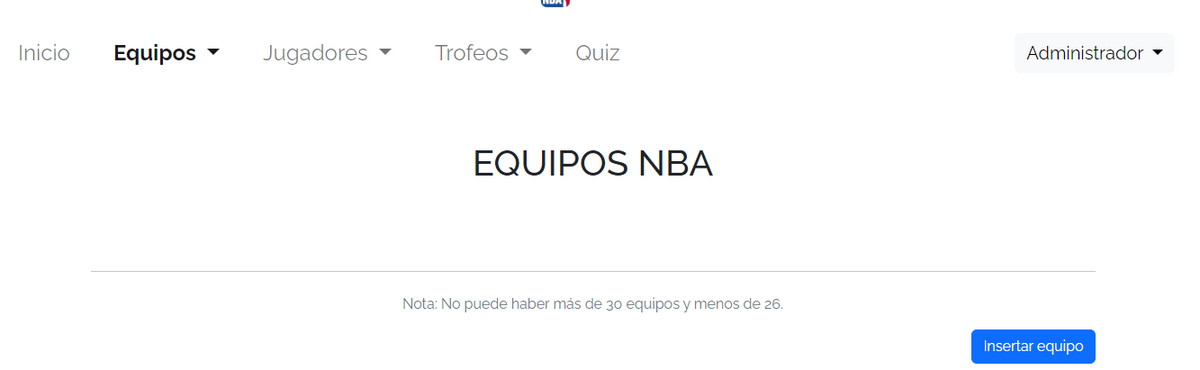 NBA
Inicio Equipos Jugadores Trofeos Quiz Administrador
EQUIPOS NBA
Nota: No puede haber más de 30 equipos y menos de 26.
Insertar equipo